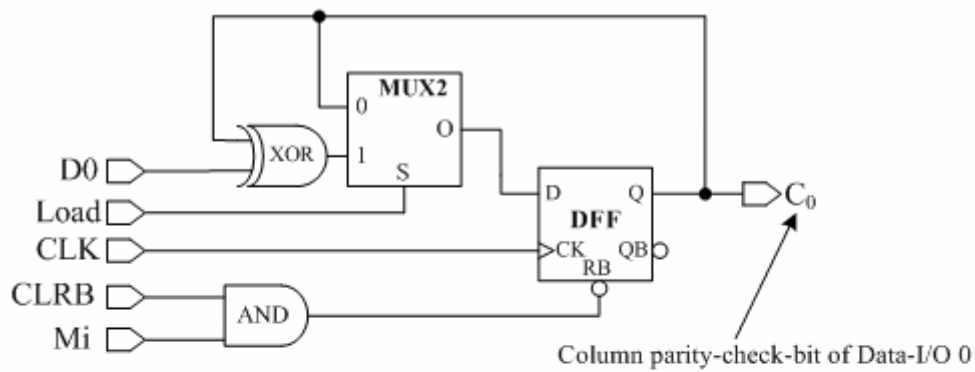 MUX2
0
O
XOR
1
D0
S
Load
D
Q
C₀
DFF
CLK
CK
QB
RB
CLRB
AND
Mi
Column parity-check-bit of Data-I/O 0